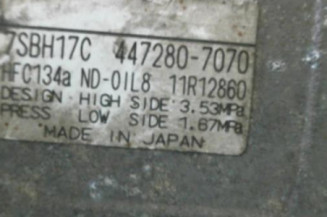 7SBH17C 447280-7070
HFC134a ND-OIL8 11R12860
DESIGN HIGH SIDE 3.53MPa
PRESS LOW SIDE 1.67MPa
MADE IN JAPAN